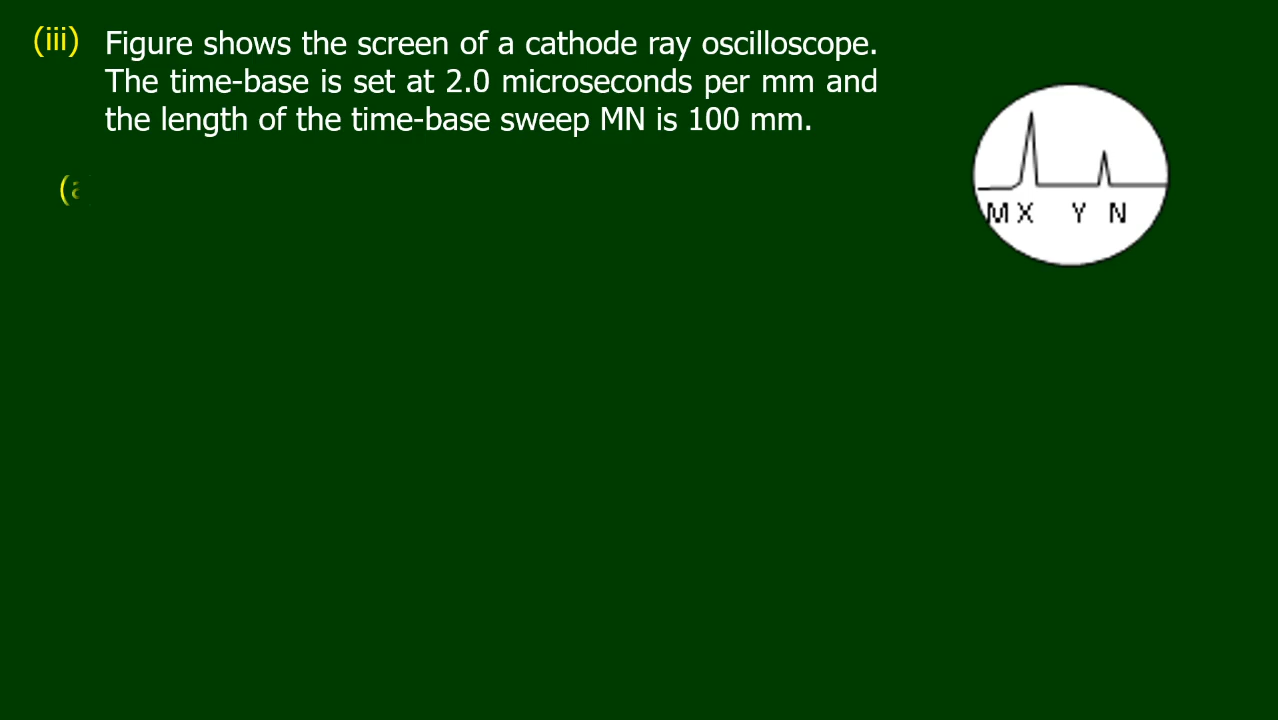 (iii) Figure shows the screen of a cathode ray oscilloscope.
The time-base is set at 2.0 microseconds per mm and
the length of the time-base sweep MN is 100 mm.
(a
M X Y N